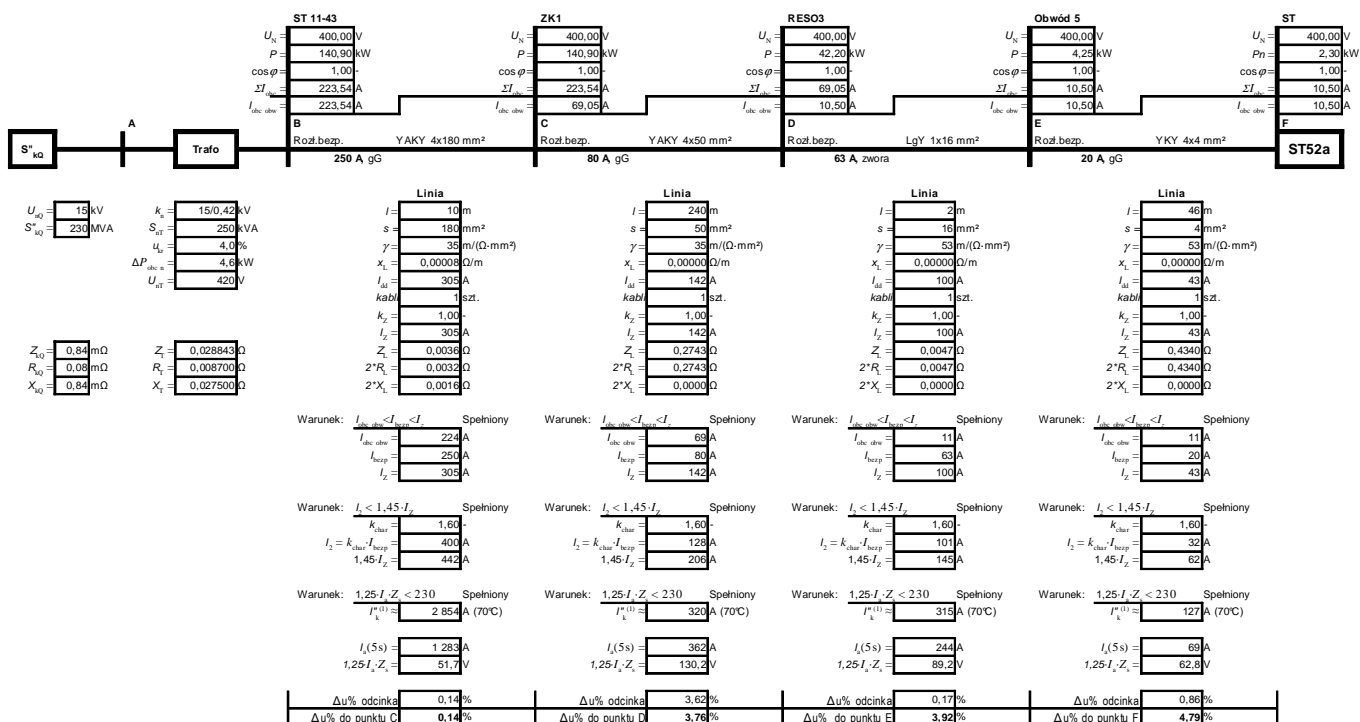 ST 11-43 ZK1 RESO3 Obwód 5 ST
U_N = 400,00 V U_N = 400,00 V U_N = 400,00 V U_N = 400,00 V U_N = 400,00 V
P = 140,90 kW P = 140,90 kW P = 42,20 kW P = 4,25 kW Pn = 2,30 kW
cosφ = 1,00 - cosφ = 1,00 - cosφ = 1,00 - cosφ = 1,00 - cosφ = 1,00 -
ΣI_obc = 223,54 A ΣI_obc = 223,54 A ΣI_obc = 69,05 A ΣI_obc = 10,50 A ΣI_obc = 10,50 A
I_obc obw = 223,54 A I_obc obw = 69,05 A I_obc obw = 10,50 A I_obc obw = 10,50 A I_obc obw = 10,50 A
A B C D E F
Rozł.bezp. YAKY 4x180 mm² Rozł.bezp. YAKY 4x50 mm² Rozł.bezp. LgY 1x16 mm² Rozł.bezp. YKY 4x4 mm²
S"_kQ Trafo ST52a
250 A, gG 80 A, gG 63 A, zwora 20 A, gG
Linia Linia Linia Linia
U_nQ = 15 kV k_n = 15/0,42 kV l = 10 m l = 240 m l = 2 m l = 46 m
S"_kQ = 230 MVA S_nT = 250 kVA s = 180 mm² s = 50 mm² s = 16 mm² s = 4 mm²
u_kr = 4,0 % γ = 35 m/(Ω·mm²) γ = 35 m/(Ω·mm²) γ = 53 m/(Ω·mm²) γ = 53 m/(Ω·mm²)
ΔP_obc n = 4,6 kW x_L = 0,00008 Ω/m x_L = 0,00000 Ω/m x_L = 0,00000 Ω/m x_L = 0,00000 Ω/m
U_nT = 420 V I_dd = 305 A I_dd = 142 A I_dd = 100 A I_dd = 43 A
kabli 1 szt. kabli 1 szt. kabli 1 szt. kabli 1 szt.
k_Z = 1,00 - k_Z = 1,00 - k_Z = 1,00 - k_Z = 1,00 -
I_Z = 305 A I_Z = 142 A I_Z = 100 A I_Z = 43 A
Z_kQ = 0,84 mΩ Z_T = 0,028843 Ω Z_L = 0,0036 Ω Z_L = 0,2743 Ω Z_L = 0,0047 Ω Z_L = 0,4340 Ω
R_kQ = 0,08 mΩ R_T = 0,008700 Ω 2*R_L = 0,0032 Ω 2*R_L = 0,2743 Ω 2*R_L = 0,0047 Ω 2*R_L = 0,4340 Ω
X_kQ = 0,84 mΩ X_T = 0,027500 Ω 2*X_L = 0,0016 Ω 2*X_L = 0,0000 Ω 2*X_L = 0,0000 Ω 2*X_L = 0,0000 Ω
Warunek: I_obc obw<I_bezp<I_z Spełniony Warunek: I_obc obw<I_bezp<I_z Spełniony Warunek: I_obc obw<I_bezp<I_z Spełniony Warunek: I_obc obw<I_bezp<I_z Spełniony
I_obc obw = 224 A I_obc obw = 69 A I_obc obw = 11 A I_obc obw = 11 A
I_bezp = 250 A I_bezp = 80 A I_bezp = 63 A I_bezp = 20 A
I_Z = 305 A I_Z = 142 A I_Z = 100 A I_Z = 43 A
Warunek: I_2 < 1,45·I_Z Spełniony Warunek: I_2 < 1,45·I_Z Spełniony Warunek: I_2 < 1,45·I_Z Spełniony Warunek: I_2 < 1,45·I_Z Spełniony
k_char = 1,60 - k_char = 1,60 - k_char = 1,60 - k_char = 1,60 -
I_2 = k_char·I_bezp = 400 A I_2 = k_char·I_bezp = 128 A I_2 = k_char·I_bezp = 101 A I_2 = k_char·I_bezp = 32 A
1,45·I_Z = 442 A 1,45·I_Z = 206 A 1,45·I_Z = 145 A 1,45·I_Z = 62 A
Warunek: 1,25·I_a·Z_s < 230 Spełniony Warunek: 1,25·I_a·Z_s < 230 Spełniony Warunek: 1,25·I_a·Z_s < 230 Spełniony Warunek: 1,25·I_a·Z_s < 230 Spełniony
I"_k^(1) ≈ 2 854 A (70°C) I"_k^(1) ≈ 320 A (70°C) I"_k^(1) ≈ 315 A (70°C) I"_k^(1) ≈ 127 A (70°C)
I_a(5s) = 1 283 A I_a(5s) = 362 A I_a(5s) = 244 A I_a(5s) = 69 A
1,25·I_a·Z_s = 51,7 V 1,25·I_a·Z_s = 130,2 V 1,25·I_a·Z_s = 89,2 V 1,25·I_a·Z_s = 62,8 V
Δu% odcinka 0,14 % Δu% odcinka 3,62 % Δu% odcinka 0,17 % Δu% odcinka 0,86 %
Δu% do punktu C 0,14 % Δu% do punktu D 3,76 % Δu% do punktu E 3,92 % Δu% do punktu F 4,79 %